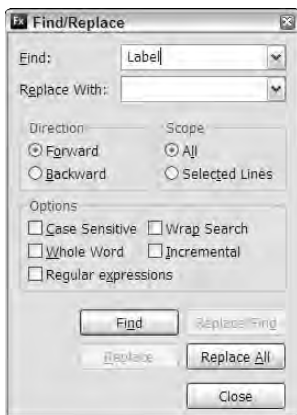 Fx Find/Replace
Find: Label
Replace With:
Direction Scope
Forward All
Backward Selected Lines
Options
Case Sensitive Wrap Search
Whole Word Incremental
Regular expressions
Find Replace/Find
Replace Replace All
Close